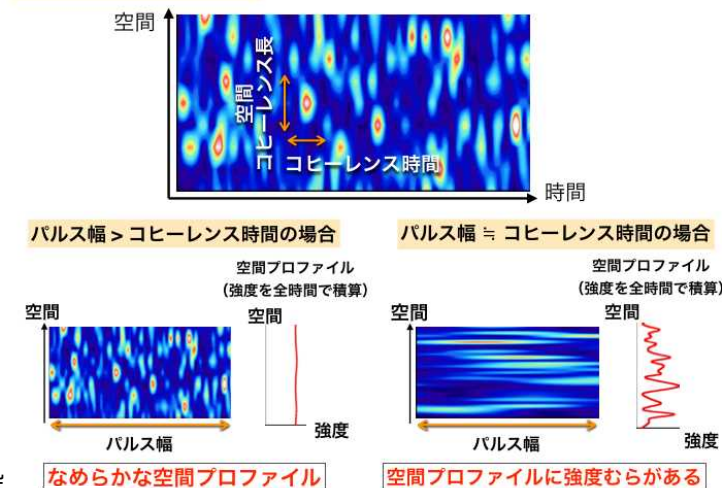 空間
空間
コヒーレンス長
コヒーレンス時間
時間
パルス幅 > コヒーレンス時間の場合
パルス幅 ≒ コヒーレンス時間の場合
空間プロファイル
(強度を全時間で積算)
空間
空間
強度
パルス幅
なめらかな空間プロファイル
空間プロファイル
(強度を全時間で積算)
空間
空間
強度
パルス幅
空間プロファイルに強度むらがある